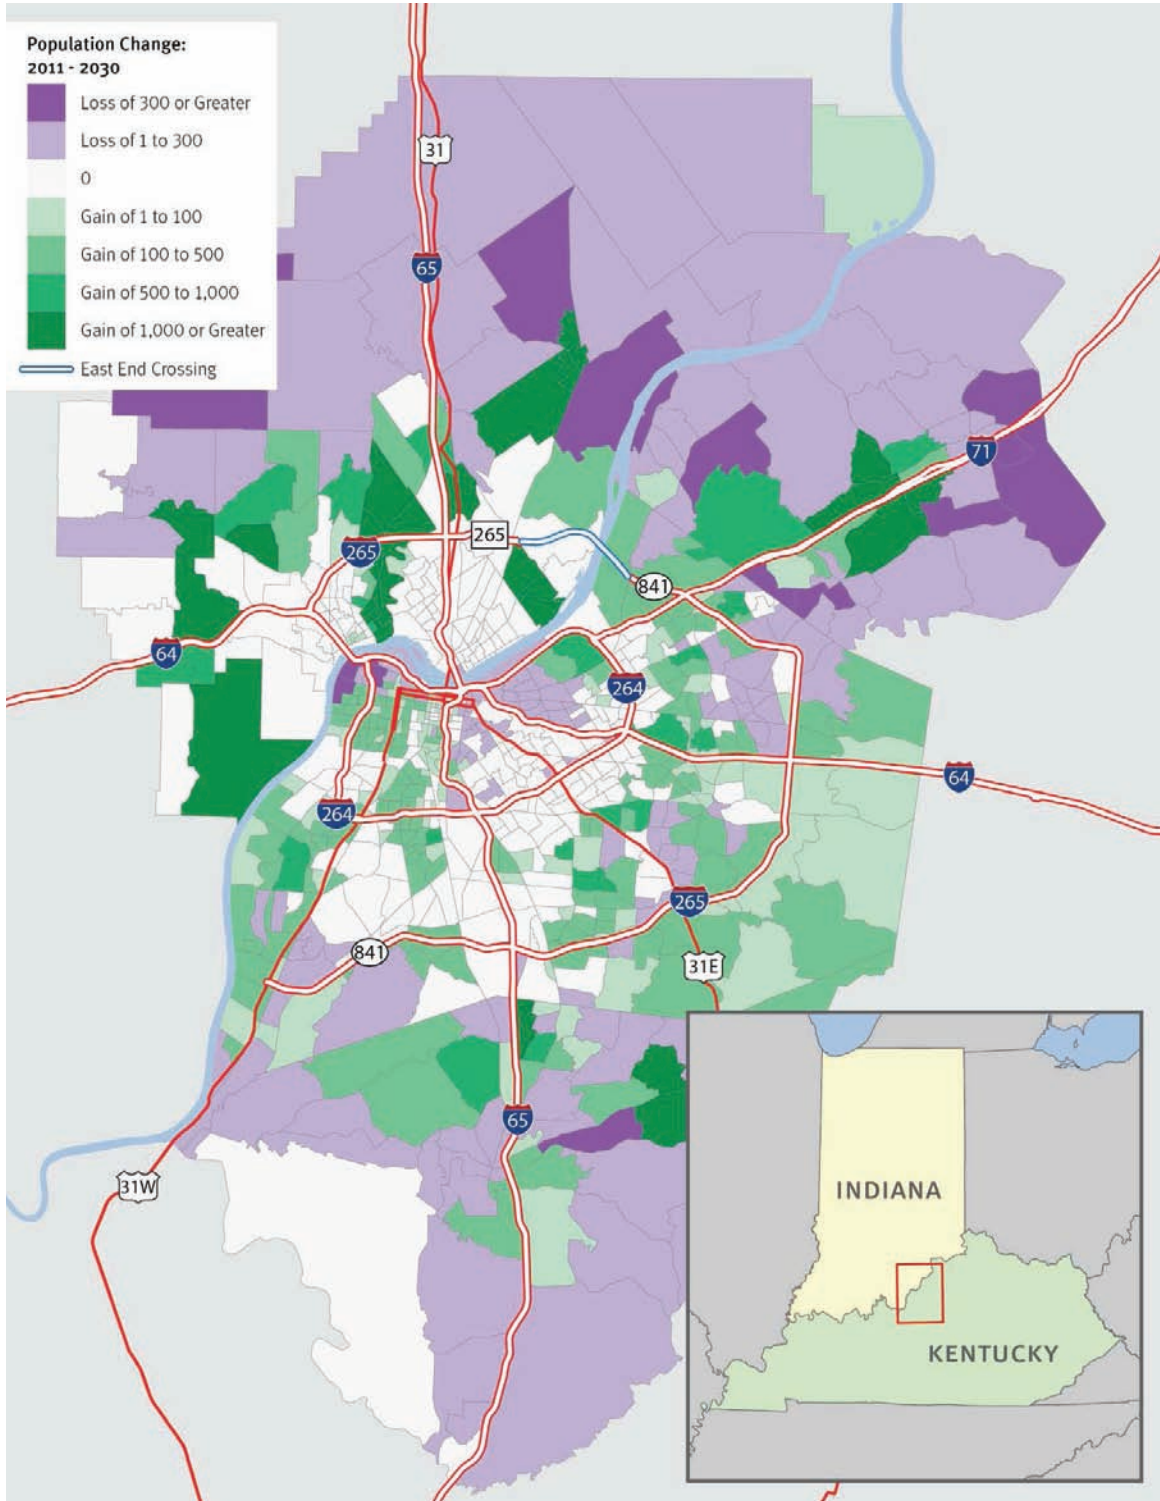 Population Change:
2011 - 2030
Loss of 300 or Greater
Loss of 1 to 300
0
Gain of 1 to 100
Gain of 100 to 500
Gain of 500 to 1,000
Gain of 1,000 or Greater
East End Crossing
31
65
71
265
265
841
64
264
64
264
265
841
31E
65
31W
INDIANA
KENTUCKY